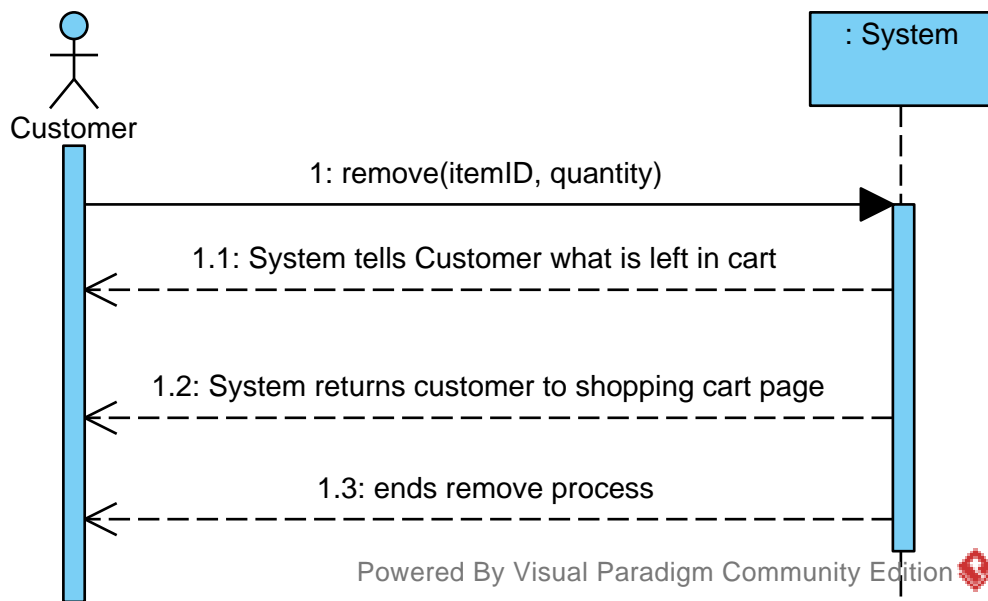 : System
Customer
1: remove(itemID, quantity)
1.1: System tells Customer what is left in cart
1.2: System returns customer to shopping cart page
1.3: ends remove process
Powered By Visual Paradigm Community Edition